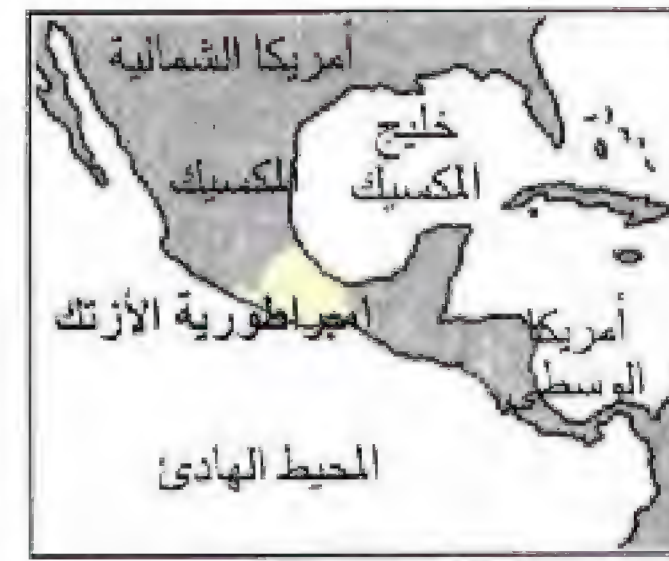 أمريكا الشمالية
خليج
المكسيك
المكسيك
امبراطورية الأزتك
أمريكا
الوسطى
المحيط الهادئ